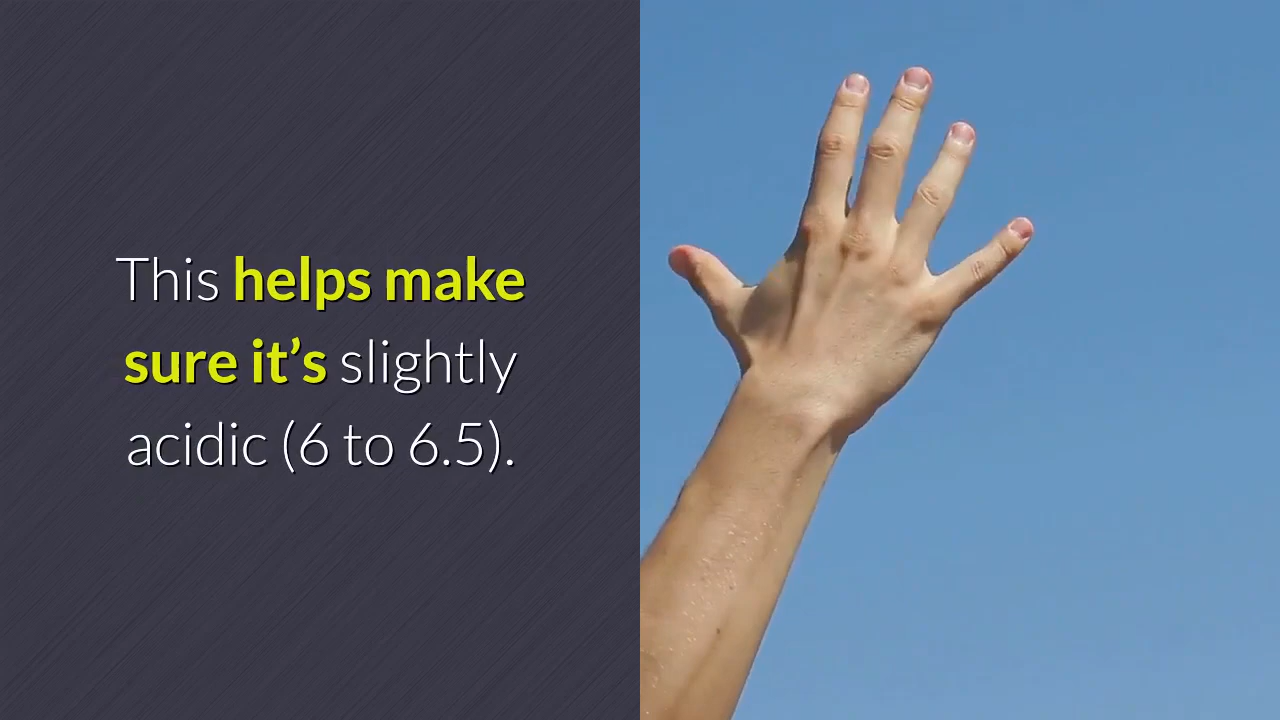 This helps make
sure it’s slightly
acidic (6 to 6.5).